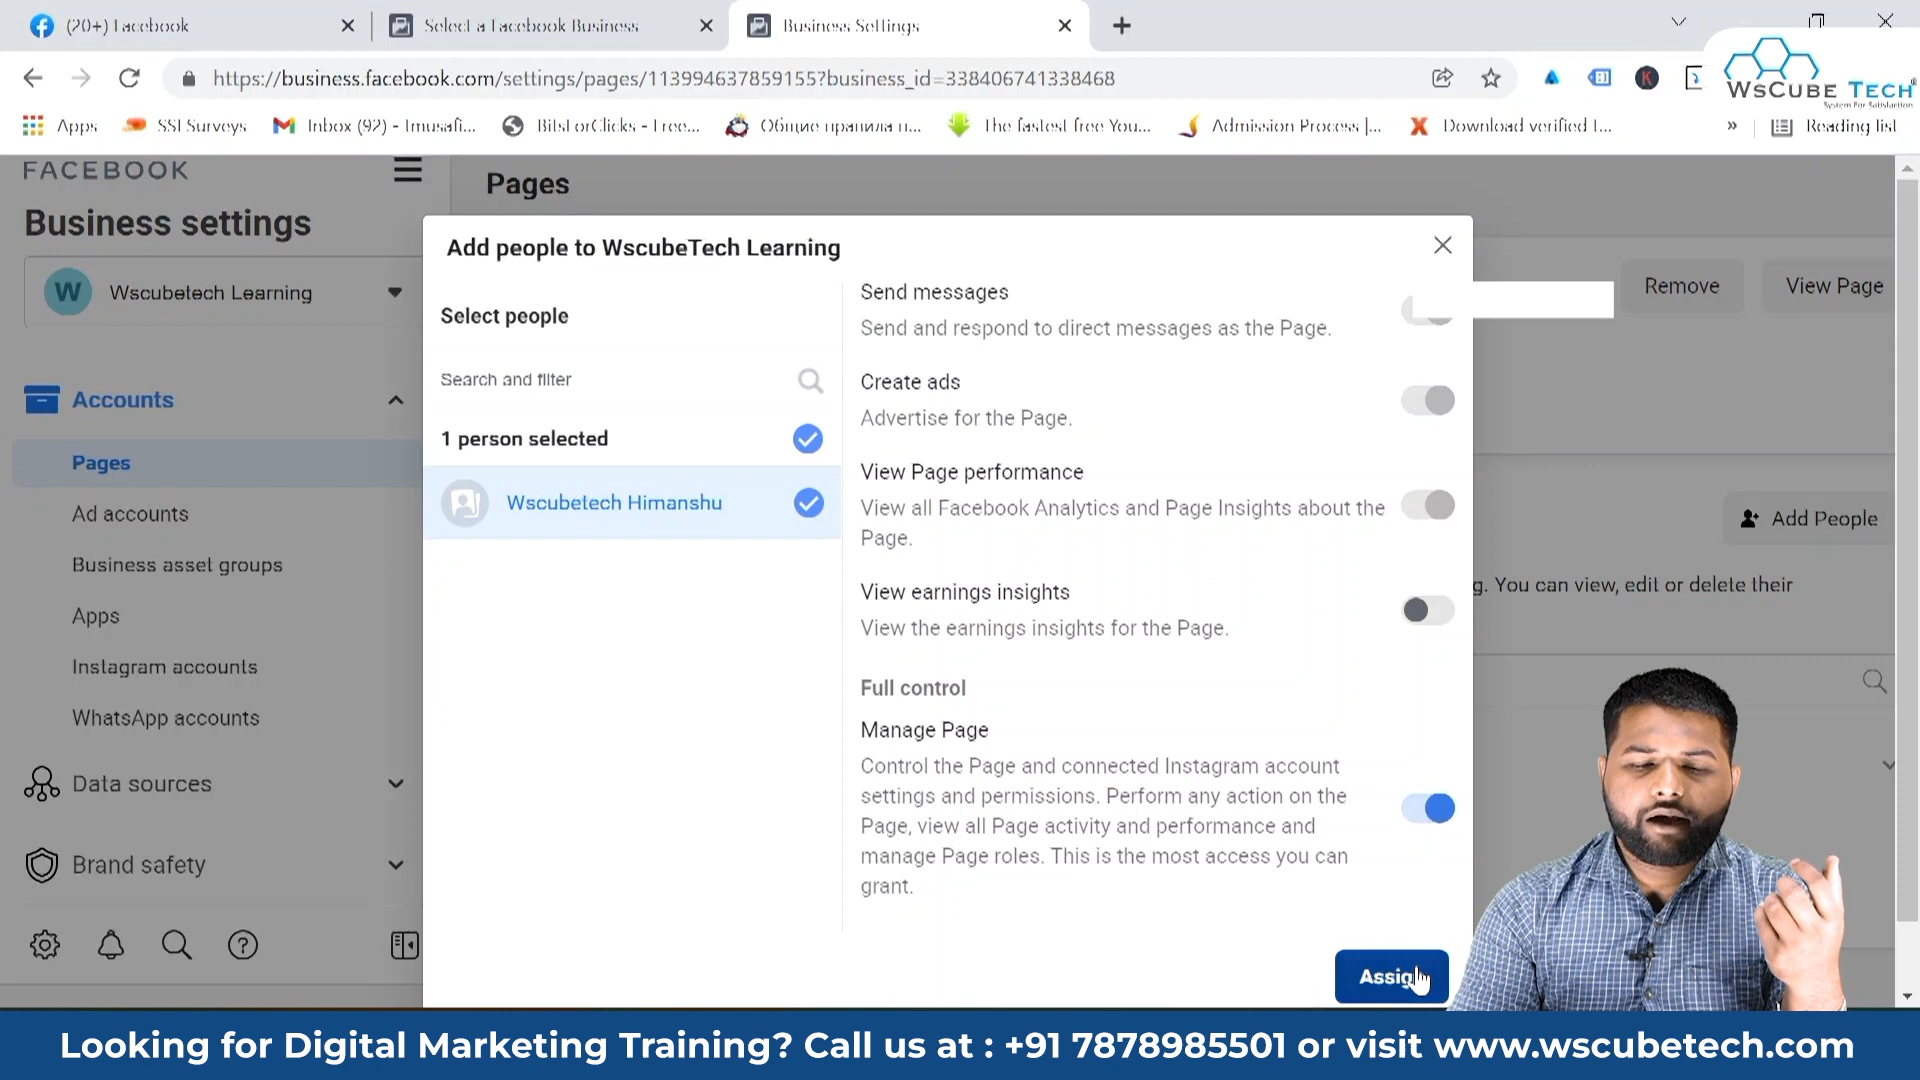 (20+) Facebook
Select a Facebook Business
Business Settings
https://business.facebook.com/settings/pages/113994637859155?business_id=338406741338468
WsCube Tech
System For Satisfaction
Apps
SSI Surveys
Inbox (92) - 1musafi...
BitsForClicks - Free...
Общие правила п...
The fastest free You...
Admission Process |...
Download verified t...
»
Reading list
FACEBOOK
Business settings
Pages
W
Wscubetech Learning
Remove
View Page
Add people to WscubeTech Learning
Select people
Search and filter
1 person selected
Wscubetech Himanshu
Send messages
Send and respond to direct messages as the Page.
Create ads
Advertise for the Page.
View Page performance
View all Facebook Analytics and Page Insights about the
Page.
View earnings insights
View the earnings insights for the Page.
Full control
Manage Page
Control the Page and connected Instagram account
settings and permissions. Perform any action on the
Page, view all Page activity and performance and
manage Page roles. This is the most access you can
grant.
Assig
Accounts
Pages
Ad accounts
Business asset groups
Apps
Instagram accounts
WhatsApp accounts
Data sources
Brand safety
Add People
g. You can view, edit or delete their
Looking for Digital Marketing Training? Call us at : +91 7878985501 or visit www.wscubetech.com